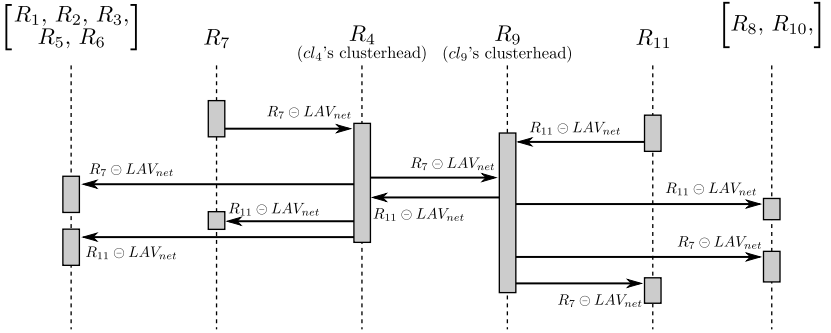 [R₁, R₂, R₃,
R₅, R₆]
R₇
R₄
(cl₄'s clusterhead)
R₉
(cl₉'s clusterhead)
R₁₁
[R₈, R₁₀,]
R₇ ⊖ LAVₙₑₜ
R₁₁ ⊖ LAVₙₑₜ
R₇ ⊖ LAVₙₑₜ
R₇ ⊖ LAVₙₑₜ
R₁₁ ⊖ LAVₙₑₜ
R₁₁ ⊖ LAVₙₑₜ
R₁₁ ⊖ LAVₙₑₜ
R₇ ⊖ LAVₙₑₜ
R₁₁ ⊖ LAVₙₑₜ
R₇ ⊖ LAVₙₑₜ